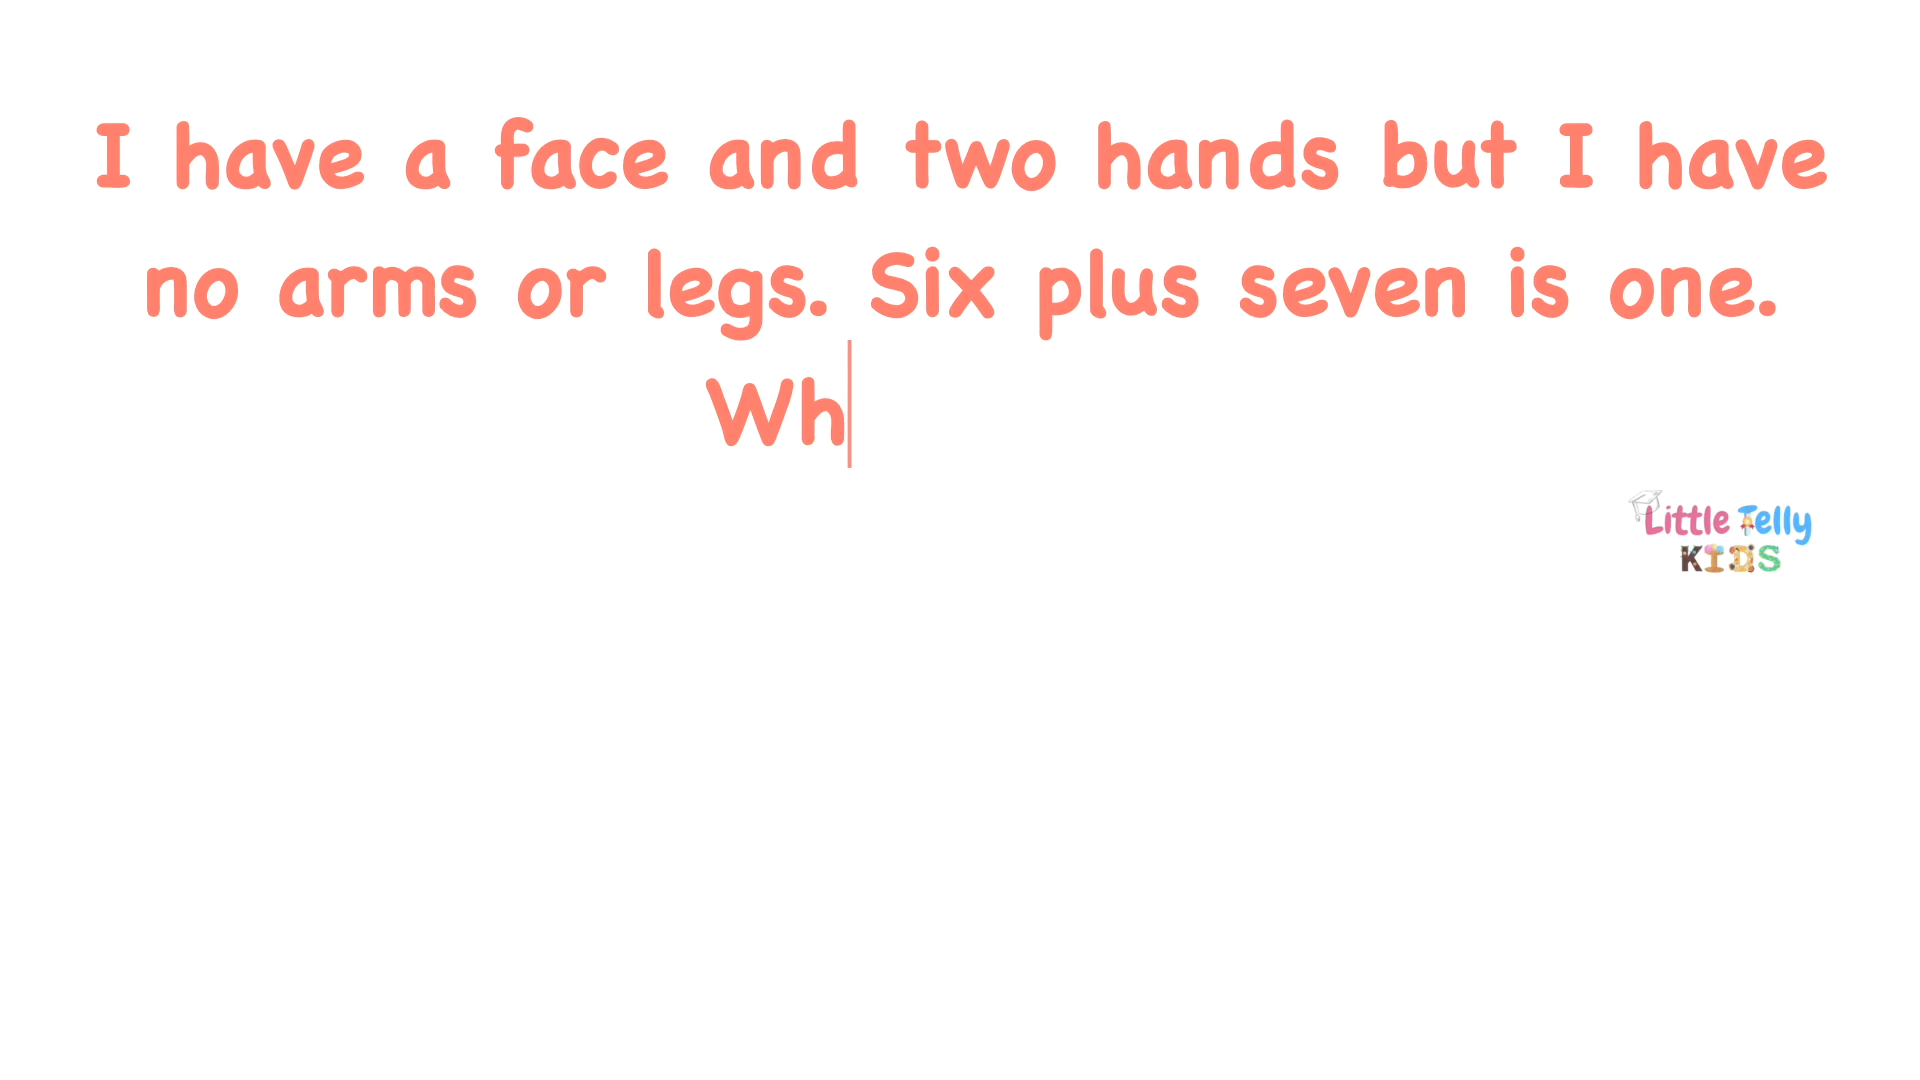 I have a face and two hands but I have
no arms or legs. Six plus seven is one.
Wh
Little Telly
KIDS